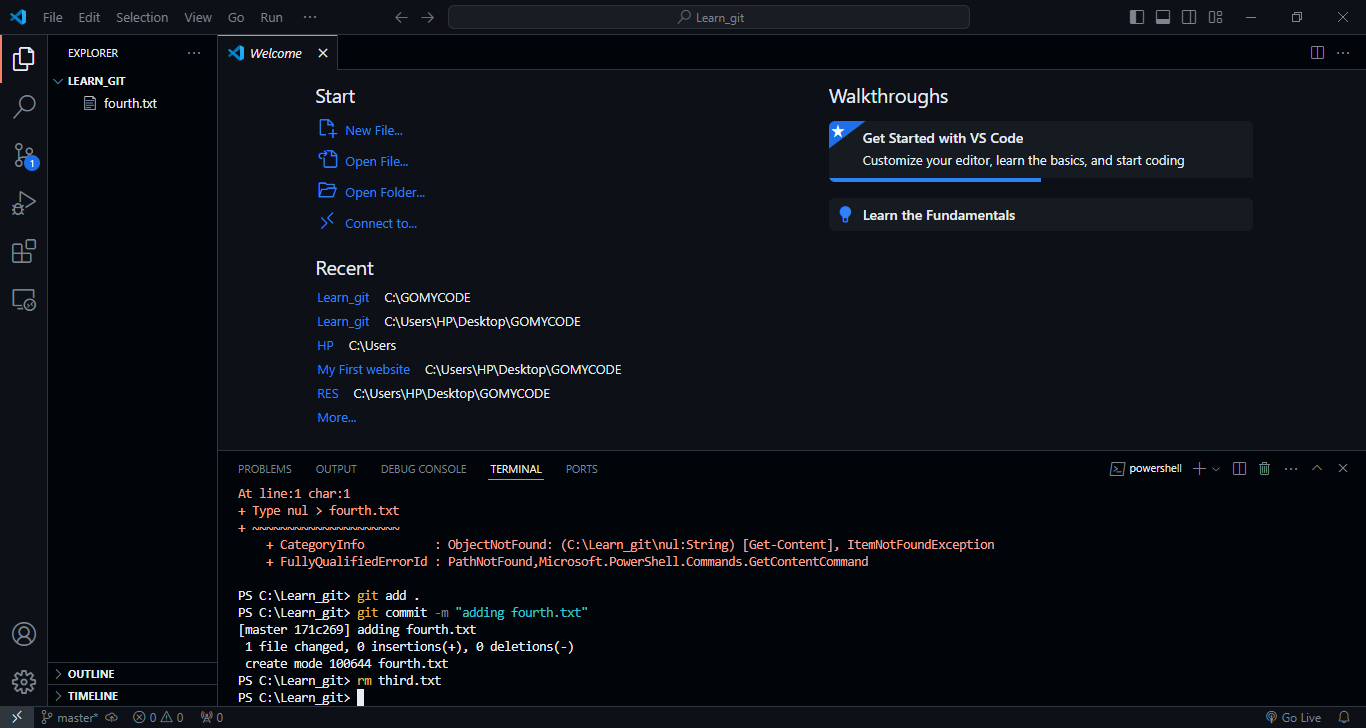 File Edit Selection View Go Run ···
Learn_git
EXPLORER ···
LEARN_GIT
fourth.txt
1
OUTLINE
TIMELINE
Welcome
Start
New File...
Open File...
Open Folder...
Connect to...
Recent
Learn_git C:\GOMYCODE
Learn_git C:\Users\HP\Desktop\GOMYCODE
HP C:\Users
My First website C:\Users\HP\Desktop\GOMYCODE
RES C:\Users\HP\Desktop\GOMYCODE
More...
Walkthroughs
Get Started with VS Code
Customize your editor, learn the basics, and start coding
Learn the Fundamentals
PROBLEMS OUTPUT DEBUG CONSOLE TERMINAL PORTS
powershell
At line:1 char:1
+ Type nul > fourth.txt
+ ~~~~~~~~~~~~~~~~~~~~~
+ CategoryInfo : ObjectNotFound: (C:\Learn_git\nul:String) [Get-Content], ItemNotFoundException
+ FullyQualifiedErrorId : PathNotFound,Microsoft.PowerShell.Commands.GetContentCommand
PS C:\Learn_git> git add .
PS C:\Learn_git> git commit -m "adding fourth.txt"
[master 171c269] adding fourth.txt
1 file changed, 0 insertions(+), 0 deletions(-)
create mode 100644 fourth.txt
PS C:\Learn_git> rm third.txt
PS C:\Learn_git>
master* 0 0 0 Go Live